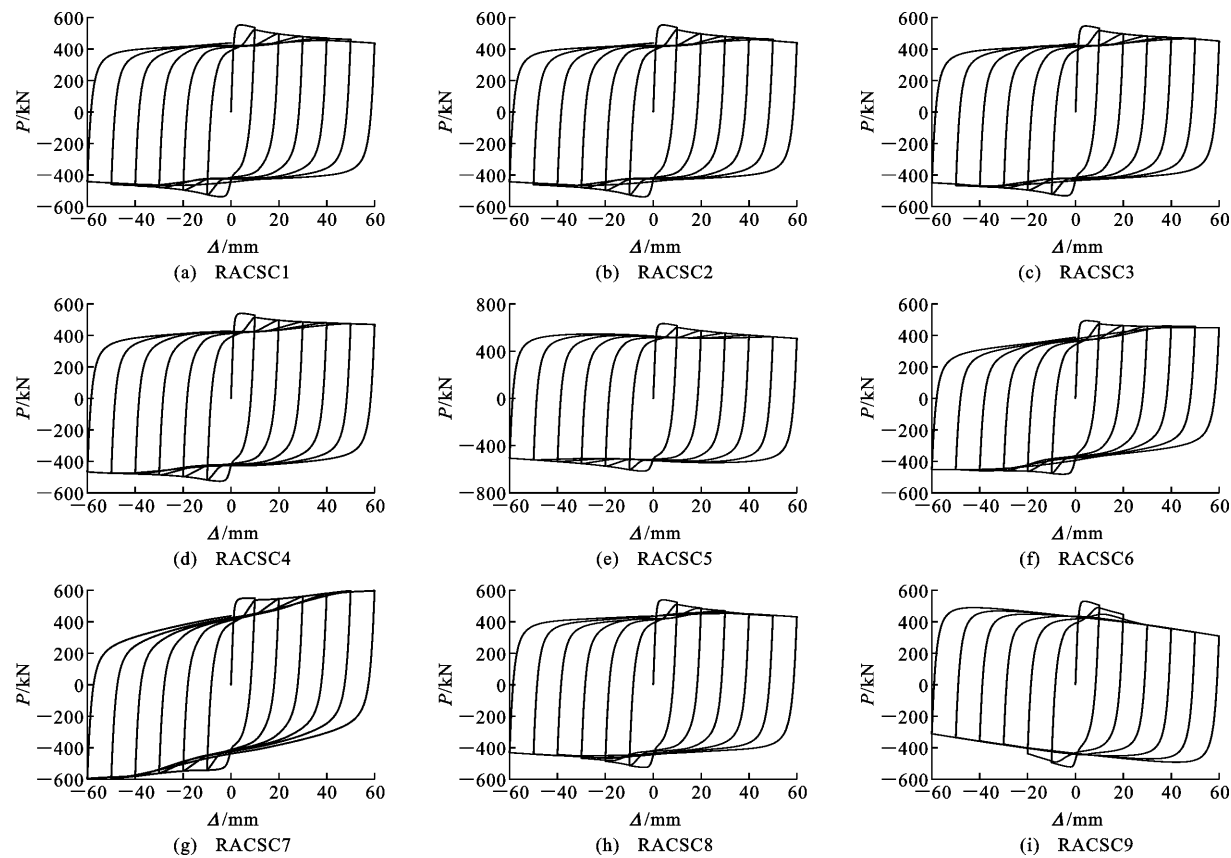 600
400
200
0
−200
−400
−600
P/kN
−60 −40 −20 0 20 40 60
Δ/mm
(a) RACSC1
600
400
200
0
−200
−400
−600
P/kN
−60 −40 −20 0 20 40 60
Δ/mm
(b) RACSC2
600
400
200
0
−200
−400
−600
P/kN
−60 −40 −20 0 20 40 60
Δ/mm
(c) RACSC3
600
400
200
0
−200
−400
−600
P/kN
−60 −40 −20 0 20 40 60
Δ/mm
(d) RACSC4
800
400
0
−400
−800
P/kN
−60 −40 −20 0 20 40 60
Δ/mm
(e) RACSC5
600
400
200
0
−200
−400
−600
P/kN
−60 −40 −20 0 20 40 60
Δ/mm
(f) RACSC6
600
400
200
0
−200
−400
−600
P/kN
−60 −40 −20 0 20 40 60
Δ/mm
(g) RACSC7
600
400
200
0
−200
−400
−600
P/kN
−60 −40 −20 0 20 40 60
Δ/mm
(h) RACSC8
600
400
200
0
−200
−400
−600
P/kN
−60 −40 −20 0 20 40 60
Δ/mm
(i) RACSC9